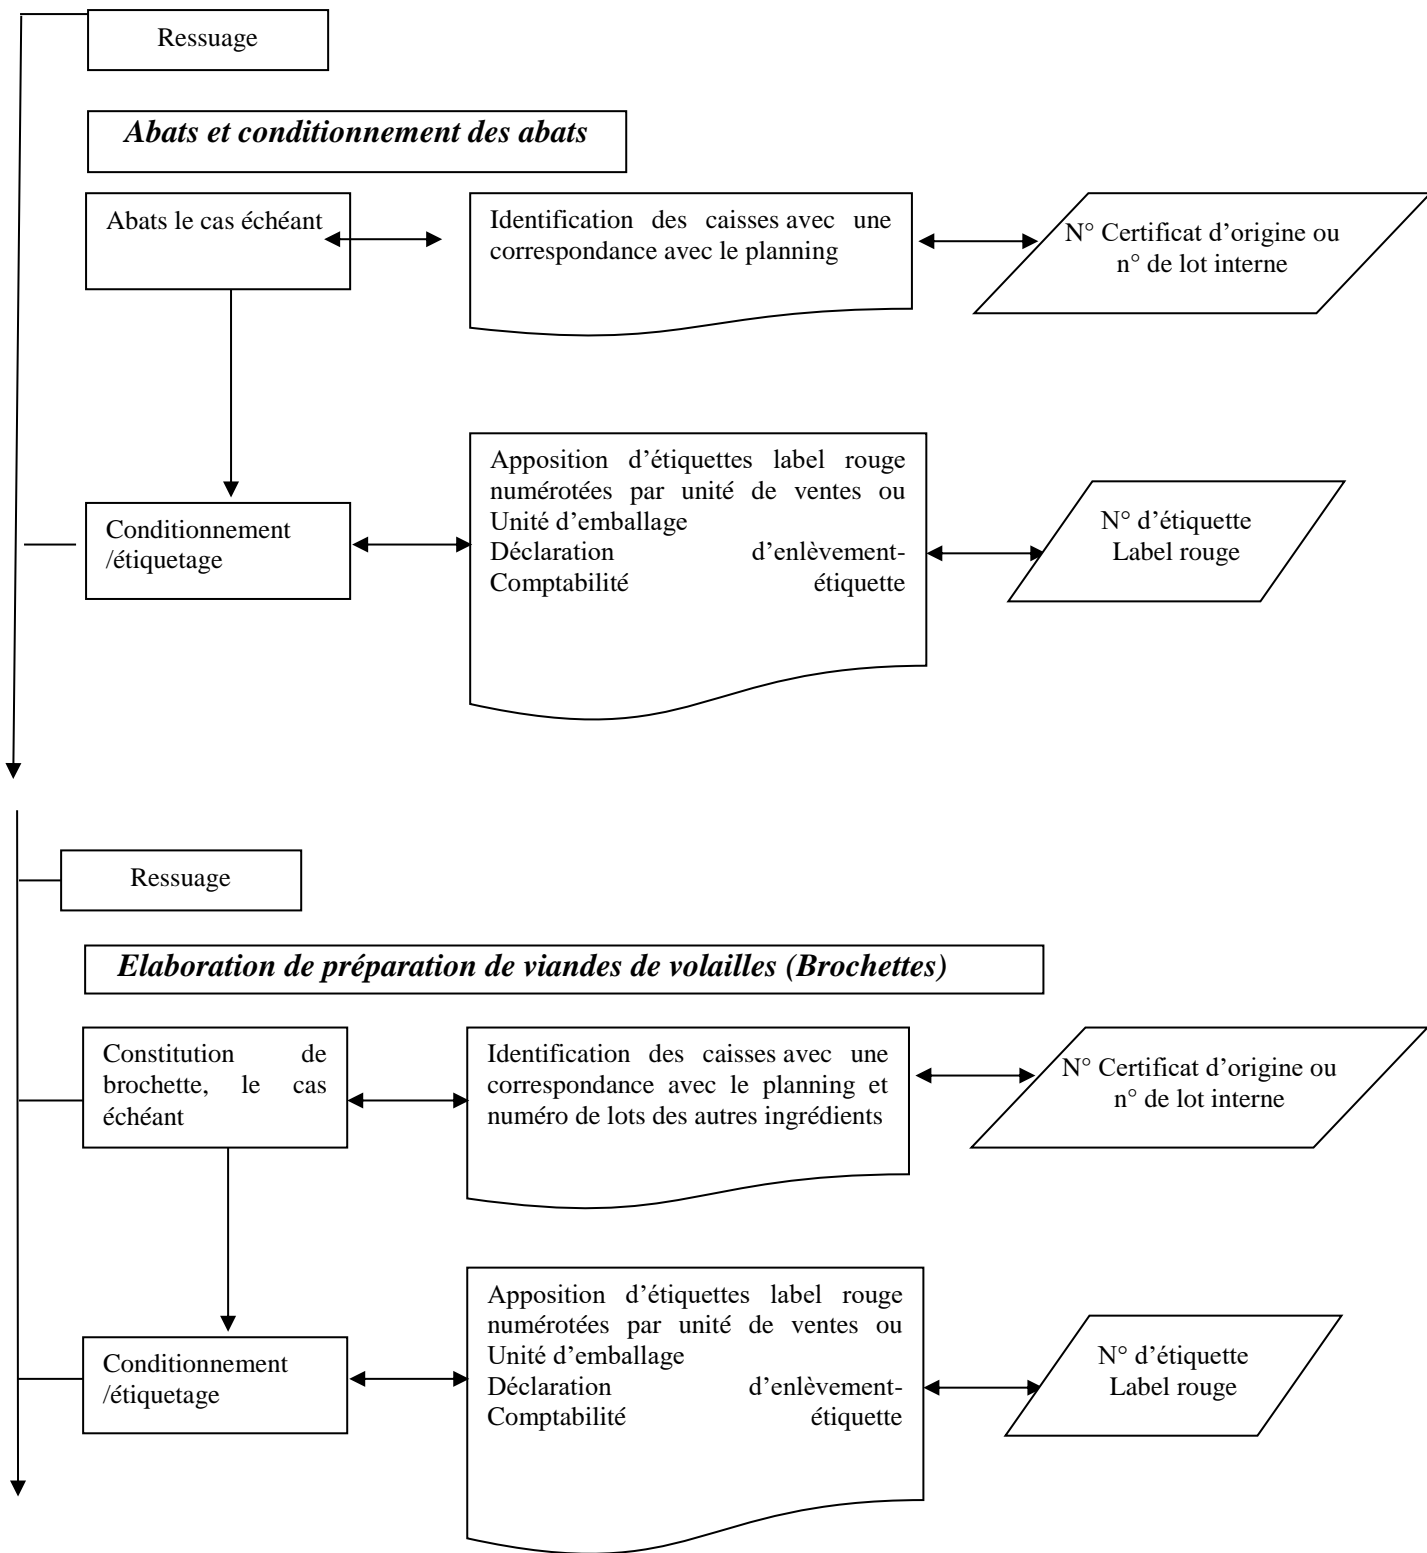 Ressuage
Abats et conditionnement des abats
Abats le cas échéant
Identification des caisses avec une
correspondance avec le planning
N° Certificat d'origine ou
n° de lot interne
Conditionnement
/étiquetage
Apposition d'étiquettes label rouge
numérotées par unité de ventes ou
Unité d'emballage
Déclaration d'enlèvement-
Comptabilité étiquette
N° d'étiquette
Label rouge
Ressuage
Elaboration de préparation de viandes de volailles (Brochettes)
Constitution de
brochette, le cas
échéant
Identification des caisses avec une
correspondance avec le planning et
numéro de lots des autres ingrédients
N° Certificat d'origine ou
n° de lot interne
Conditionnement
/étiquetage
Apposition d'étiquettes label rouge
numérotées par unité de ventes ou
Unité d'emballage
Déclaration d'enlèvement-
Comptabilité étiquette
N° d'étiquette
Label rouge